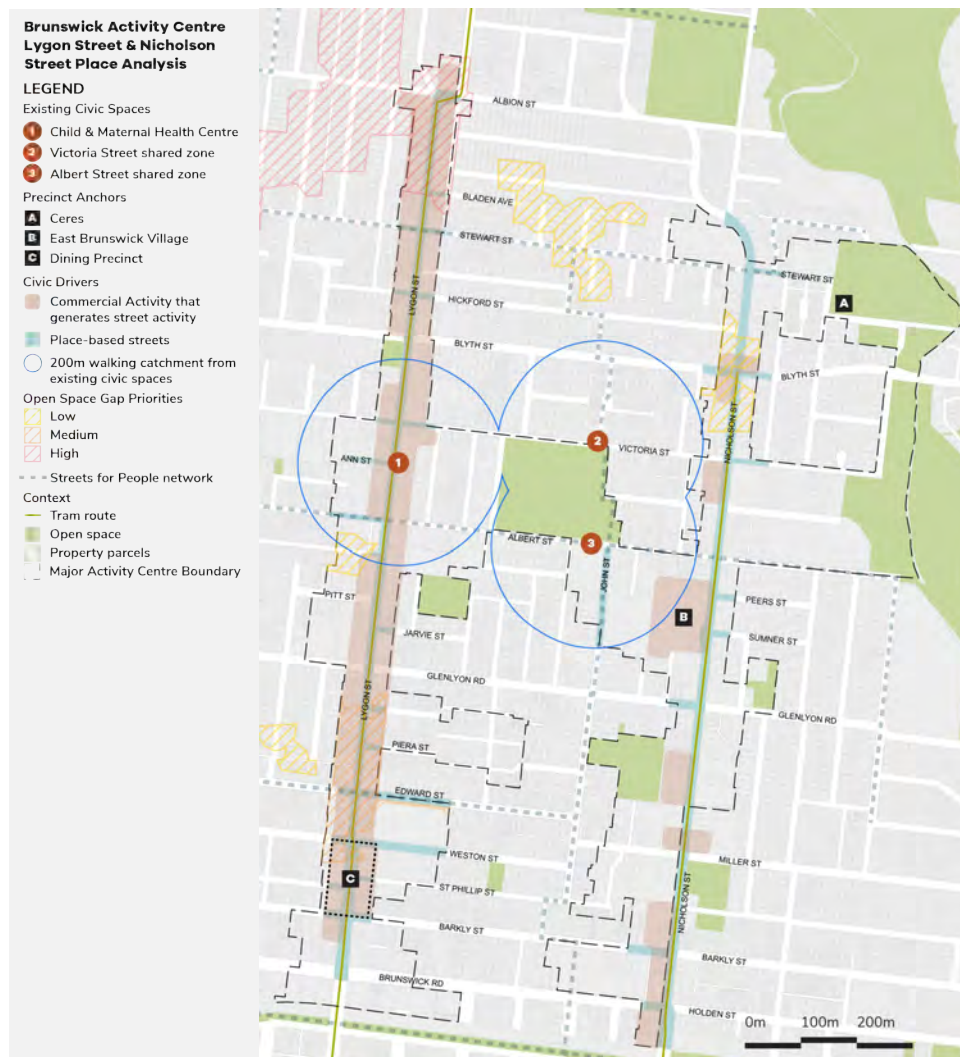 Brunswick Activity Centre
Lygon Street & Nicholson
Street Place Analysis
LEGEND
Existing Civic Spaces
1 Child & Maternal Health Centre
2 Victoria Street shared zone
3 Albert Street shared zone
Precinct Anchors
A Ceres
B East Brunswick Village
C Dining Precinct
Civic Drivers
Commercial Activity that
generates street activity
Place-based streets
200m walking catchment from
existing civic spaces
Open Space Gap Priorities
Low
Medium
High
Streets for People network
Context
Tram route
Open space
Property parcels
Major Activity Centre Boundary
ALBION ST
BLADEN AVE
STEWART ST
STEWART ST
LYGON ST
HICKFORD ST
A
BLYTH ST
BLYTH ST
NICHOLSON ST
2
VICTORIA ST
ANN ST
1
ALBERT ST
3
JOHN ST
PITT ST
PEERS ST
B
JARVIE ST
SUMNER ST
GLENLYON RD
LYGON ST
GLENLYON RD
PIERA ST
EDWARD ST
WESTON ST
MILLER ST
C
ST PHILLIP ST
NICHOLSON ST
BARKLY ST
BARKLY ST
BRUNSWICK RD
HOLDEN ST
0m 100m 200m